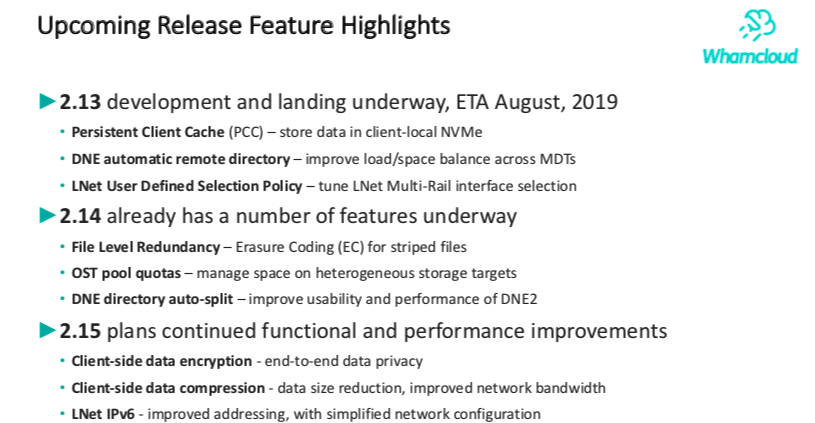 Upcoming Release Feature Highlights
Whamcloud
►2.13 development and landing underway, ETA August, 2019
• Persistent Client Cache (PCC) – store data in client-local NVMe
• DNE automatic remote directory – improve load/space balance across MDTs
• LNet User Defined Selection Policy – tune LNet Multi-Rail interface selection
►2.14 already has a number of features underway
• File Level Redundancy – Erasure Coding (EC) for striped files
• OST pool quotas – manage space on heterogeneous storage targets
• DNE directory auto-split – improve usability and performance of DNE2
►2.15 plans continued functional and performance improvements
• Client-side data encryption - end-to-end data privacy
• Client-side data compression - data size reduction, improved network bandwidth
• LNet IPv6 - improved addressing, with simplified network configuration